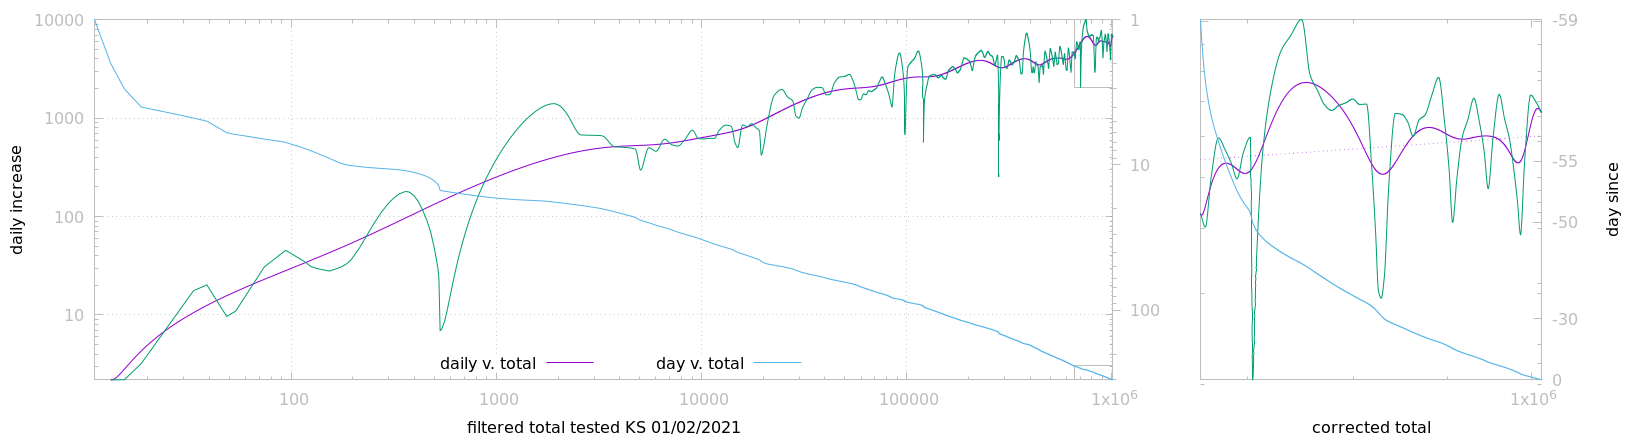 10000
1000
100
10
daily increase
1
10
100
daily v. total
day v. total
100
1000
10000
100000
1x10^6
filtered total tested KS 01/02/2021
-59
-55
-50
-30
0
day since
1x10^6
corrected total